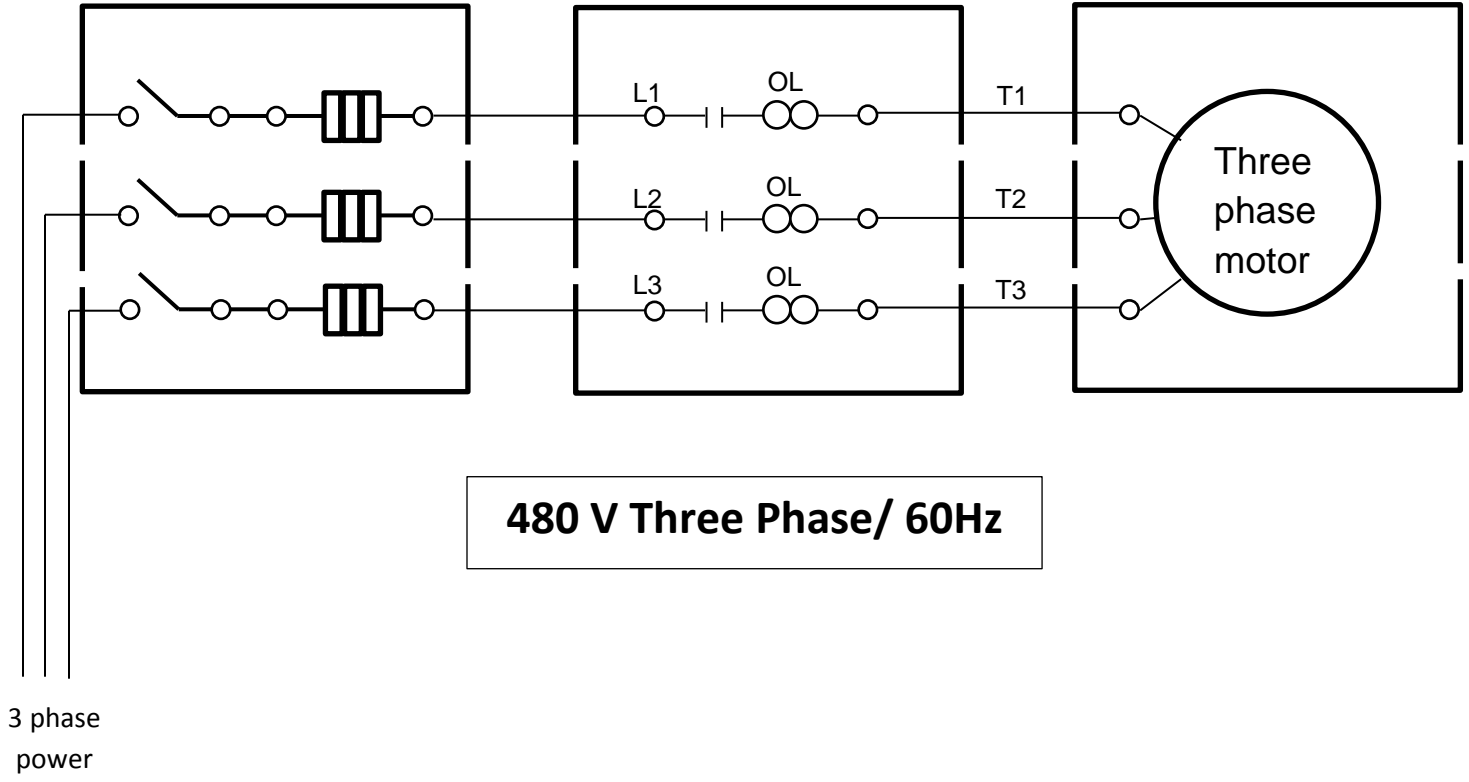 L1
OL
T1
L2
OL
T2
L3
OL
T3
Three
phase
motor
480 V Three Phase/ 60Hz
3 phase
power